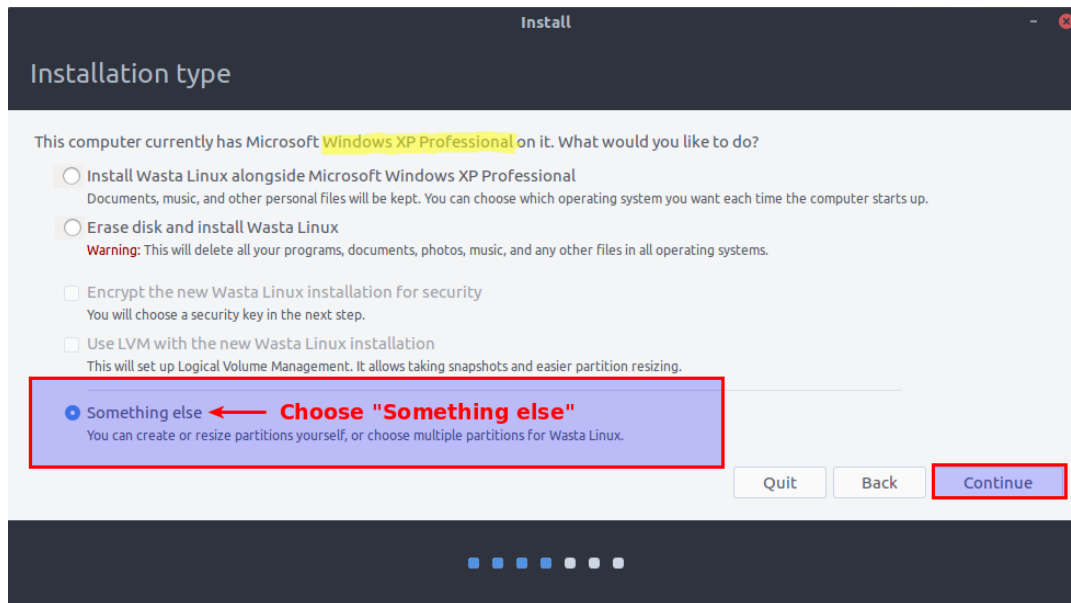 Install
Installation type
This computer currently has Microsoft Windows XP Professional on it. What would you like to do?
Install Wasta Linux alongside Microsoft Windows XP Professional
Documents, music, and other personal files will be kept. You can choose which operating system you want each time the computer starts up.
Erase disk and install Wasta Linux
Warning: This will delete all your programs, documents, photos, music, and any other files in all operating systems.
Encrypt the new Wasta Linux installation for security
You will choose a security key in the next step.
Use LVM with the new Wasta Linux installation
This will set up Logical Volume Management. It allows taking snapshots and easier partition resizing.
Something else Choose "Something else"
You can create or resize partitions yourself, or choose multiple partitions for Wasta Linux.
Quit Back Continue